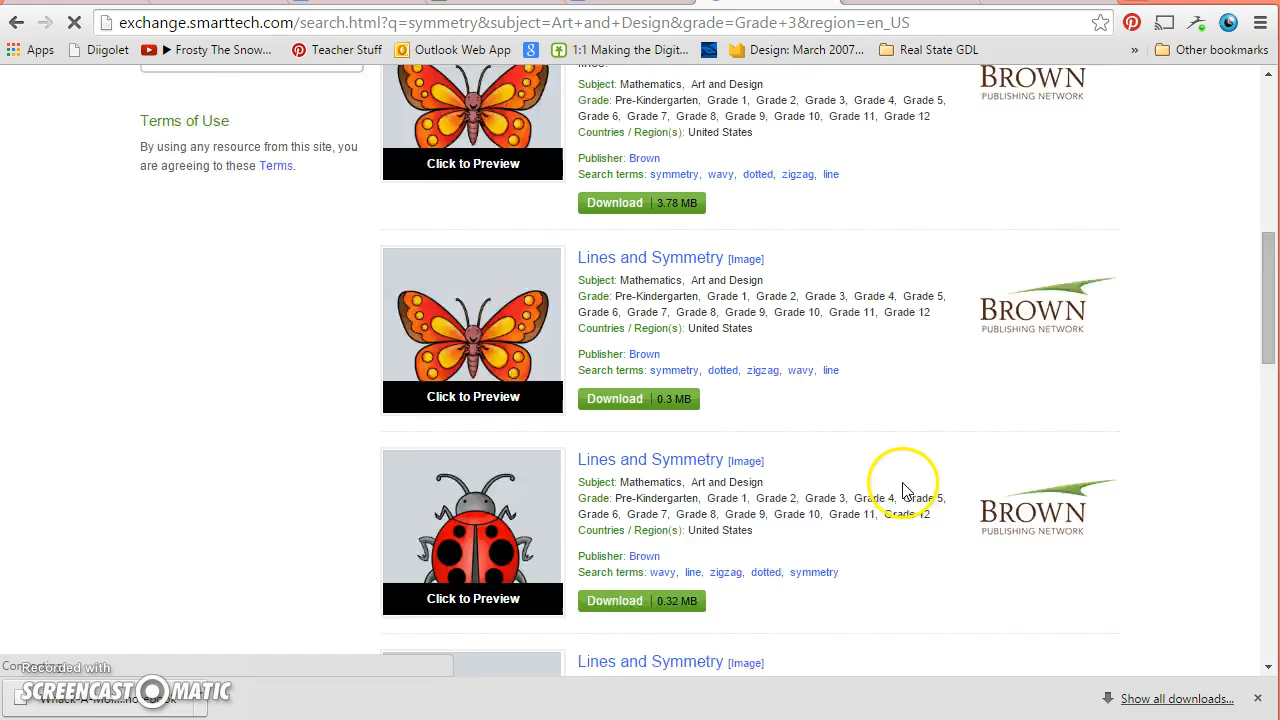 exchange.smarttech.com/search.html?q=symmetry&subject=Art+and+Design&grade=Grade+3&region=en_US
Apps Diigolet ► Frosty The Snow... Teacher Stuff Outlook Web App 1:1 Making the Digit... Design: March 2007... Real State GDL » Other bookmarks
Terms of Use
By using any resource from this site, you
are agreeing to these Terms.
lines.
Subject: Mathematics, Art and Design
Grade: Pre-Kindergarten, Grade 1, Grade 2, Grade 3, Grade 4, Grade 5,
Grade 6, Grade 7, Grade 8, Grade 9, Grade 10, Grade 11, Grade 12
Countries / Region(s): United States
Click to Preview
Publisher: Brown
Search terms: symmetry, wavy, dotted, zigzag, line
Download | 3.78 MB
BROWN
PUBLISHING NETWORK
Lines and Symmetry [Image]
Subject: Mathematics, Art and Design
Grade: Pre-Kindergarten, Grade 1, Grade 2, Grade 3, Grade 4, Grade 5,
Grade 6, Grade 7, Grade 8, Grade 9, Grade 10, Grade 11, Grade 12
Countries / Region(s): United States
Publisher: Brown
Search terms: symmetry, dotted, zigzag, wavy, line
Click to Preview
Download | 0.3 MB
BROWN
PUBLISHING NETWORK
Lines and Symmetry [Image]
Subject: Mathematics, Art and Design
Grade: Pre-Kindergarten, Grade 1, Grade 2, Grade 3, Grade 4, Grade 5,
Grade 6, Grade 7, Grade 8, Grade 9, Grade 10, Grade 11, Grade 12
Countries / Region(s): United States
Publisher: Brown
Search terms: wavy, line, zigzag, dotted, symmetry
Click to Preview
Download | 0.32 MB
BROWN
PUBLISHING NETWORK
Lines and Symmetry [Image]
Recorded with
SCREENCAST MATIC
Show all downloads...